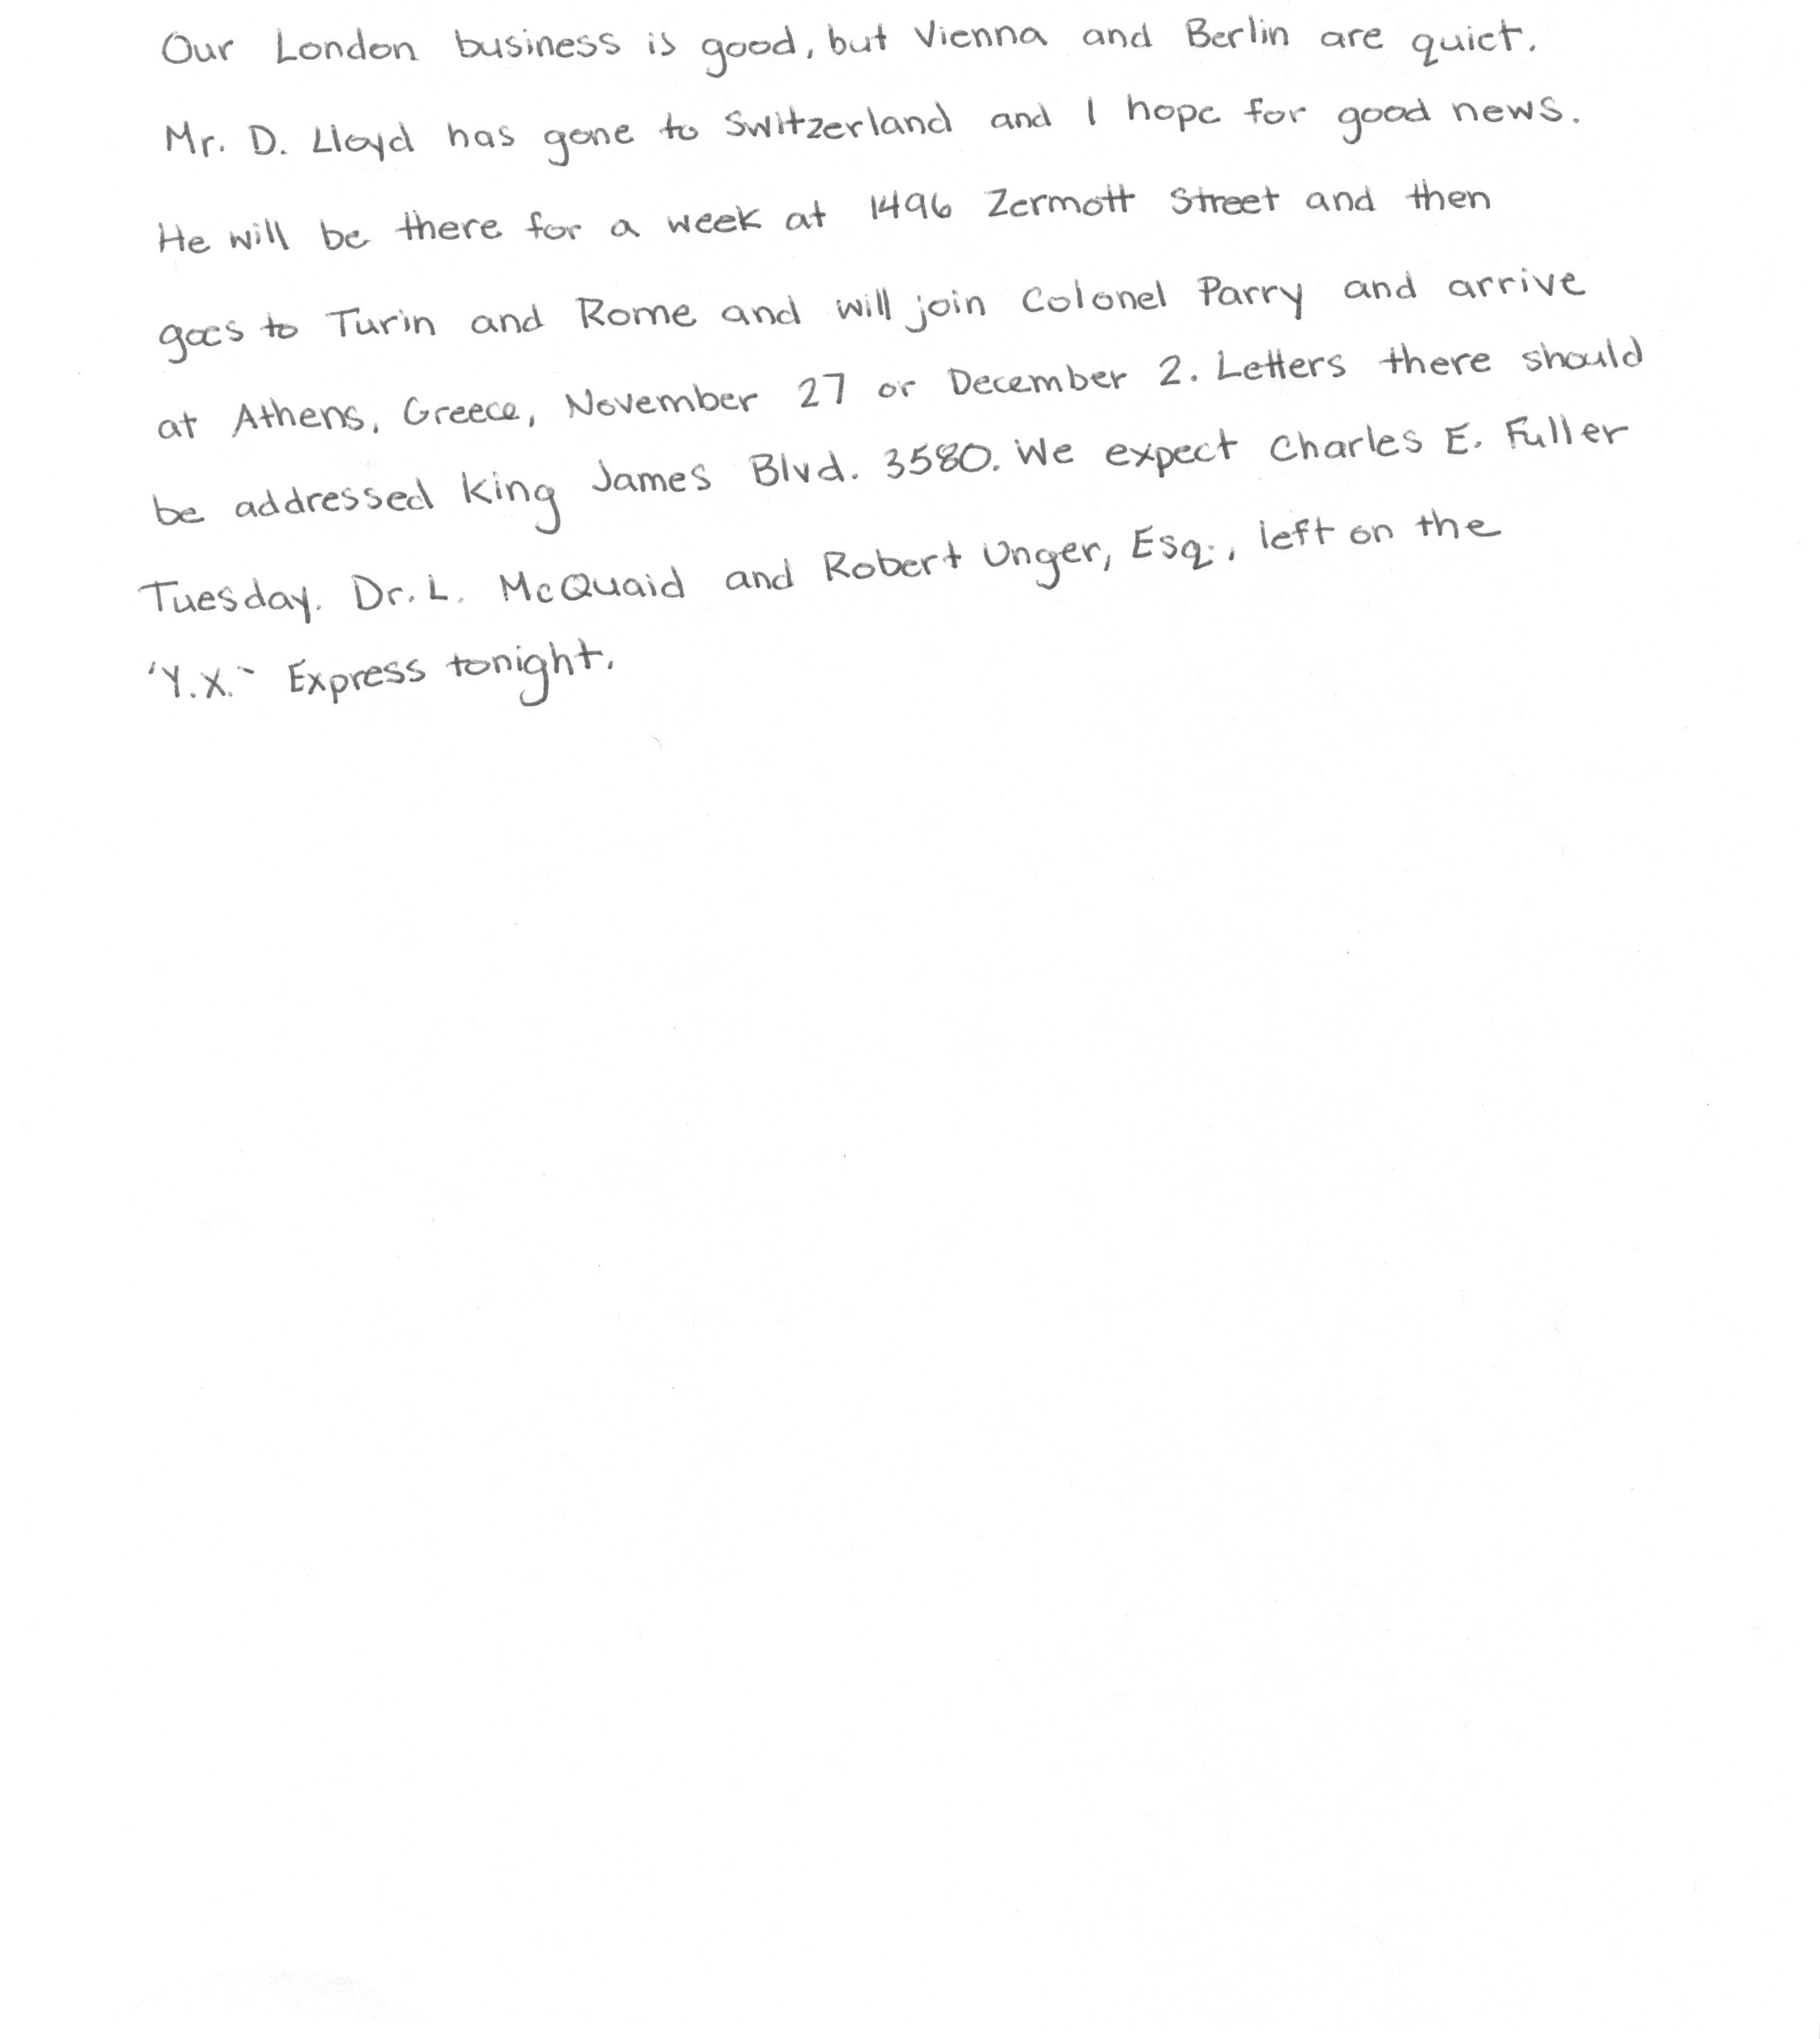 Our London business is good, but Vienna and Berlin are quiet.
Mr. D. Lloyd has gone to Switzerland and I hope for good news.
He will be there for a week at 1496 Zermott Street and then
goes to Turin and Rome and will join Colonel Parry and arrive
at Athens, Greece, November 27 or December 2. Letters there should
be addressed King James Blvd. 3580. We expect Charles E. Fuller
Tuesday. Dr. L. McQuaid and Robert Unger, Esq., left on the
'Y.X.' Express tonight.